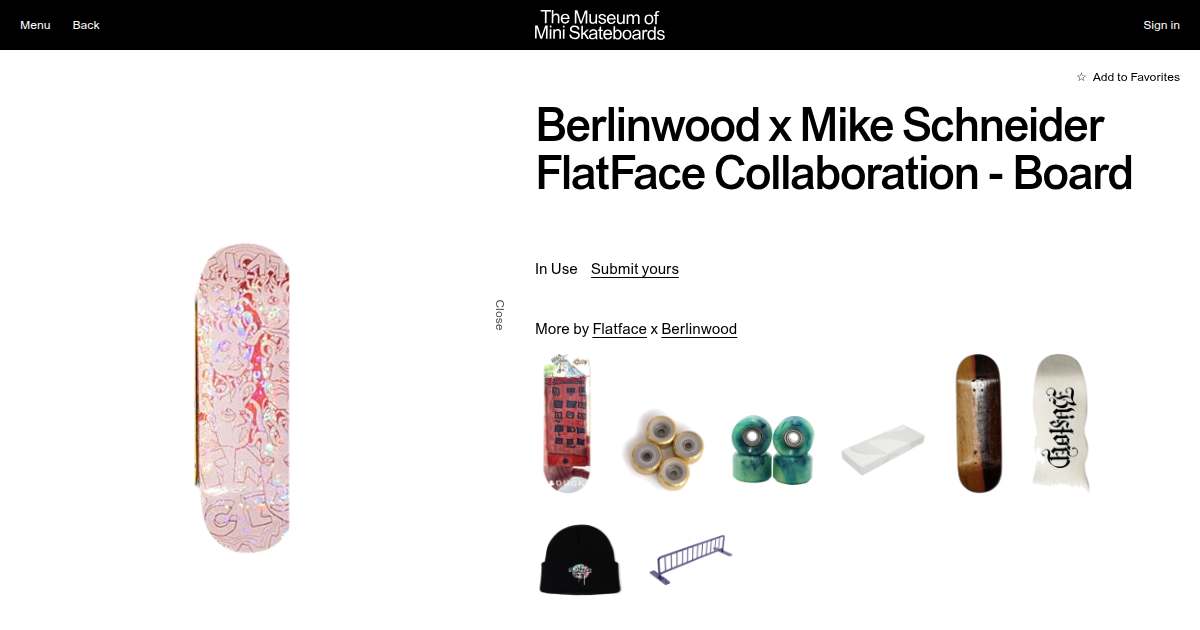 Menu Back
The Museum of
Mini Skateboards
Sign in
☆ Add to Favorites
Berlinwood x Mike Schneider
FlatFace Collaboration - Board
In Use Submit yours
Close
More by Flatface x Berlinwood